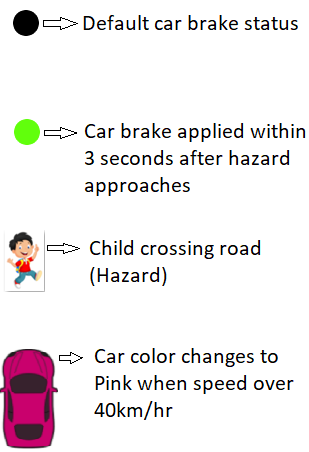 Default car brake status
Car brake applied within
3 seconds after hazard
approaches
Child crossing road
(Hazard)
Car color changes to
Pink when speed over
40km/hr